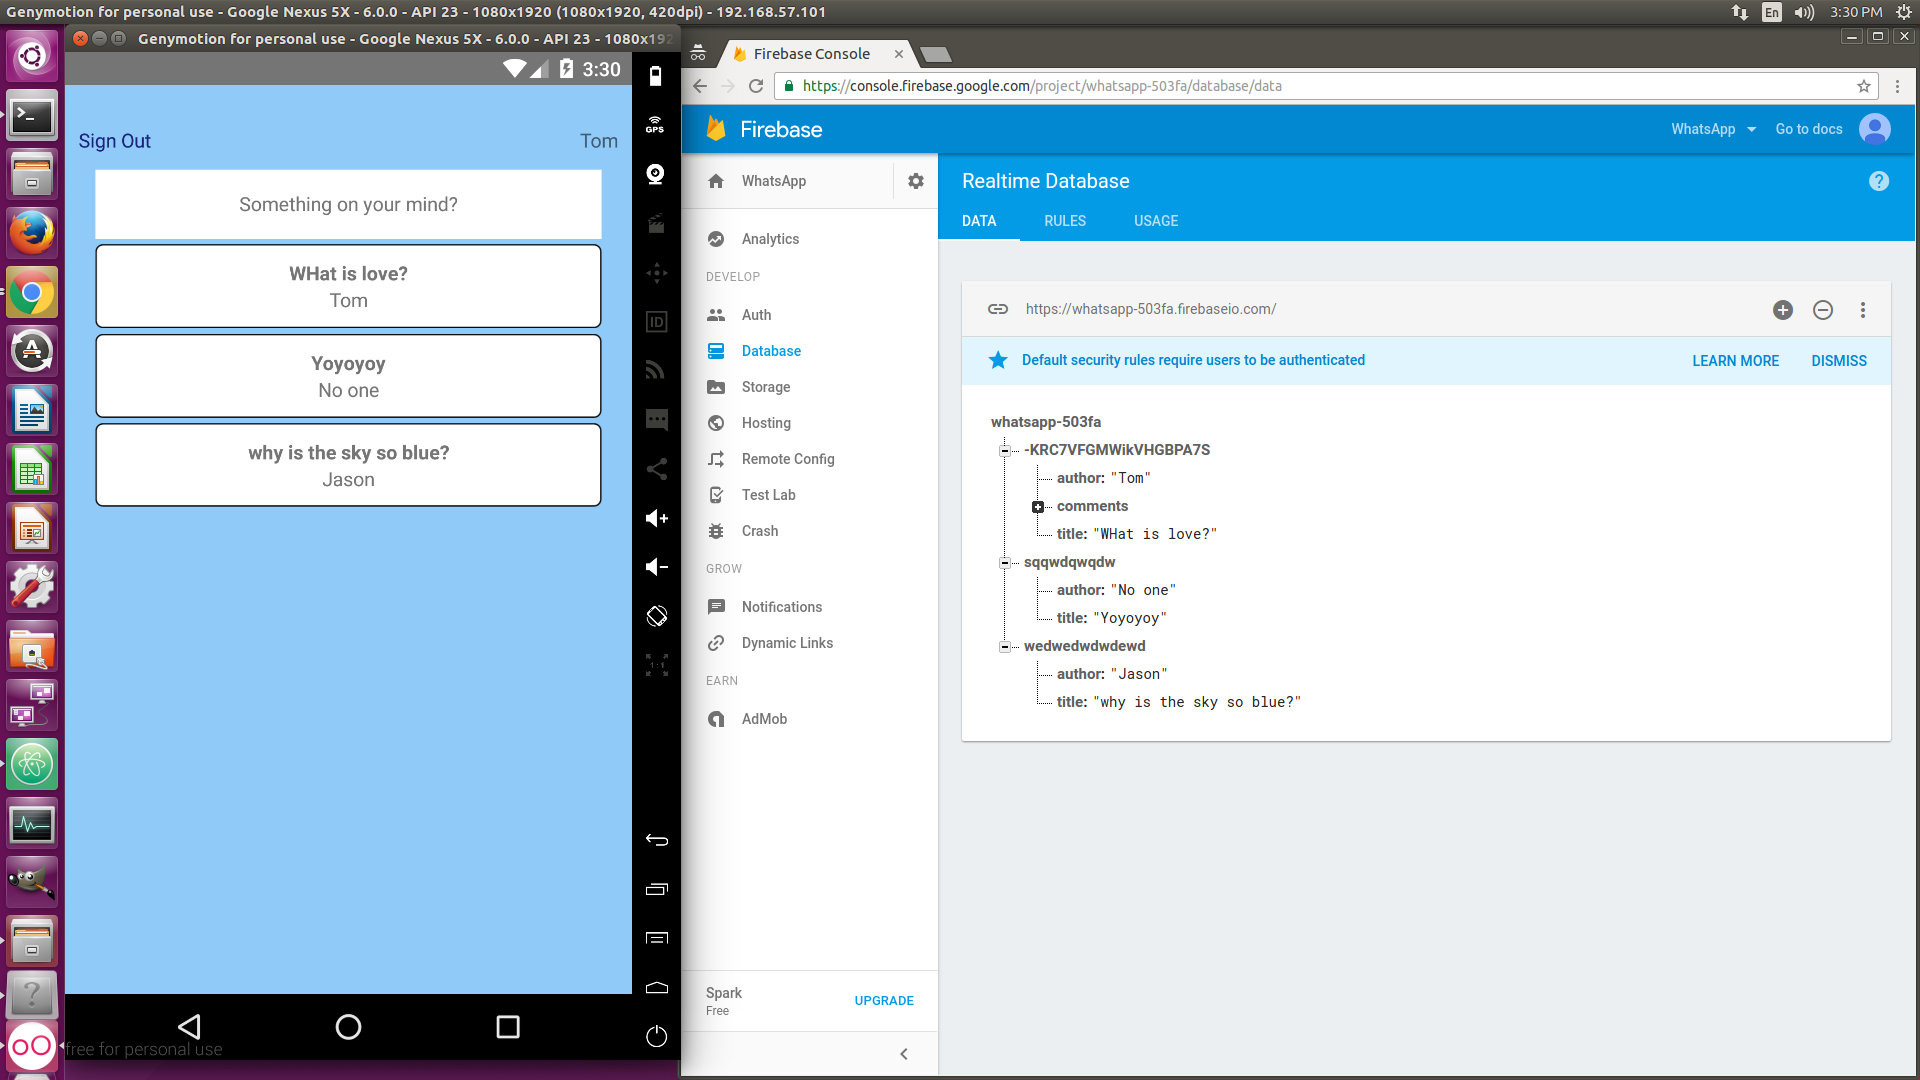 Genymotion for personal use - Google Nexus 5X - 6.0.0 - API 23 - 1080x1920 (1080x1920, 420dpi) - 192.168.57.101
En
3:30 PM
Genymotion for personal use - Google Nexus 5X - 6.0.0 - API 23 - 1080x192
3:30
Sign Out
Tom
Something on your mind?
WHat is love?
Tom
Yoyoyoy
No one
why is the sky so blue?
Jason
GPS
ID
1:1
free for personal use
Firebase Console
https://console.firebase.google.com/project/whatsapp-503fa/database/data
Firebase
WhatsApp
Go to docs
WhatsApp
Analytics
DEVELOP
Auth
Database
Storage
Hosting
Remote Config
Test Lab
Crash
GROW
Notifications
Dynamic Links
EARN
AdMob
Spark
Free
UPGRADE
Realtime Database
DATA
RULES
USAGE
https://whatsapp-503fa.firebaseio.com/
Default security rules require users to be authenticated
LEARN MORE
DISMISS
whatsapp-503fa
-KRC7VFGMWikVHGBPA7S
author: "Tom"
comments
title: "WHat is love?"
sqqwdqwqdw
author: "No one"
title: "Yoyoyoy"
wedwedwdwdewd
author: "Jason"
title: "why is the sky so blue?"